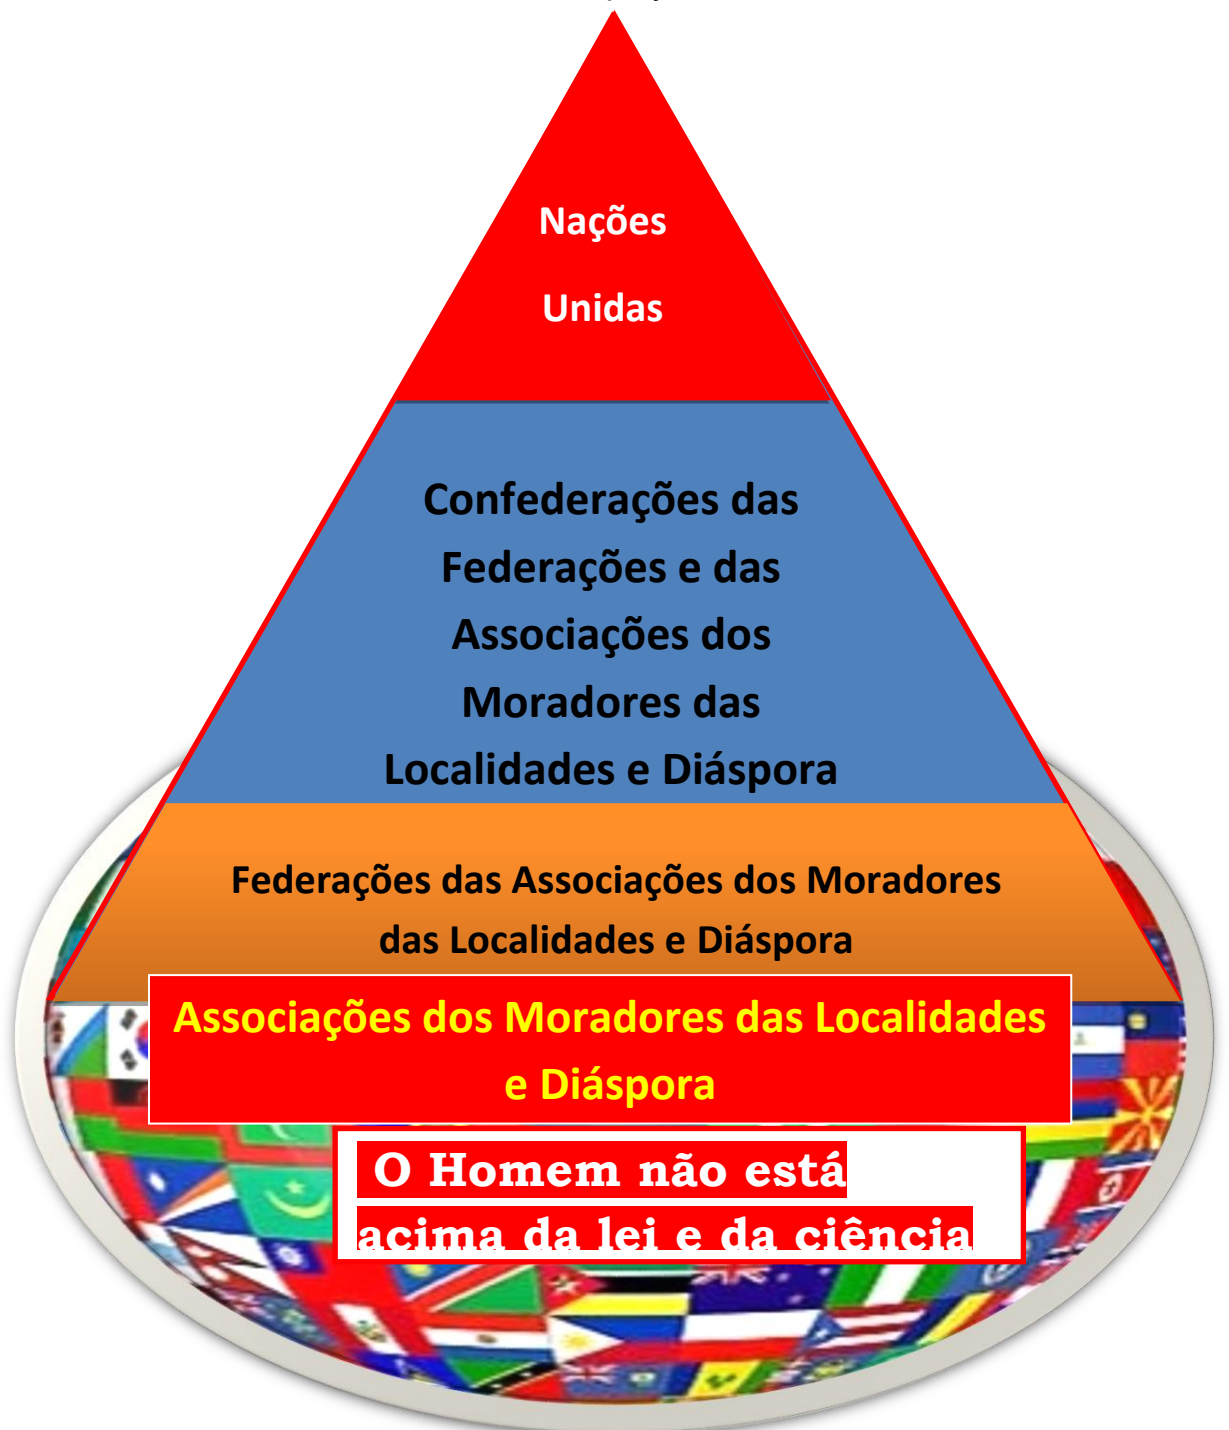 Nações
Unidas
Confederações das
Federações e das
Associações dos
Moradores das
Localidades e Diáspora
Federações das Associações dos Moradores
das Localidades e Diáspora
Associações dos Moradores das Localidades
e Diáspora
O Homem não está
acima da lei e da ciência